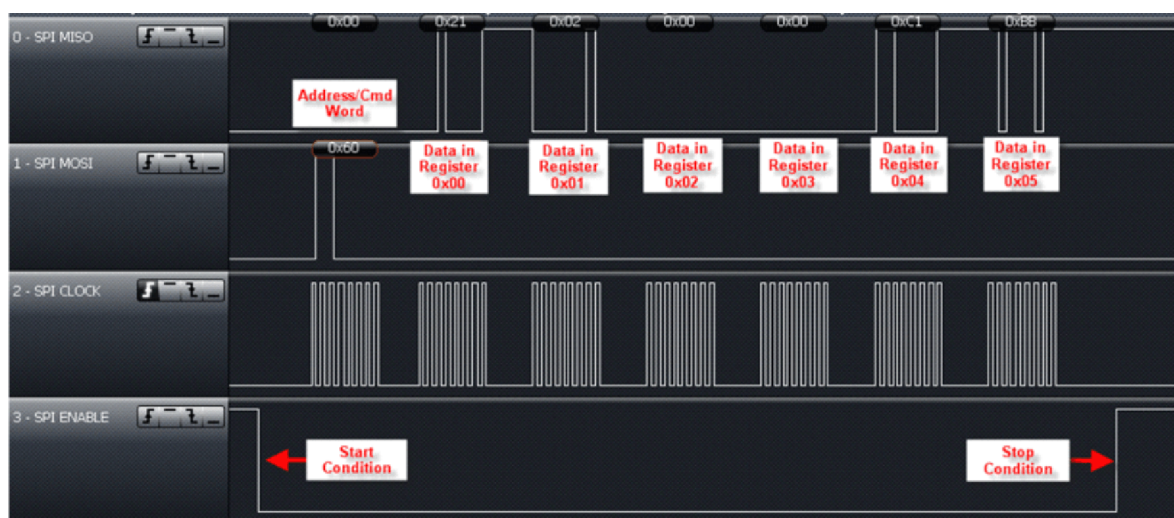 0x00 0x21 0x02 0x00 0x00 0xC1 0xBB
0 - SPI MISO
Address/Cmd
Word
0x60
1 - SPI MOSI
Data in
Register
0x00
Data in
Register
0x01
Data in
Register
0x02
Data in
Register
0x03
Data in
Register
0x04
Data in
Register
0x05
2 - SPI CLOCK
3 - SPI ENABLE
Start
Condition
Stop
Condition